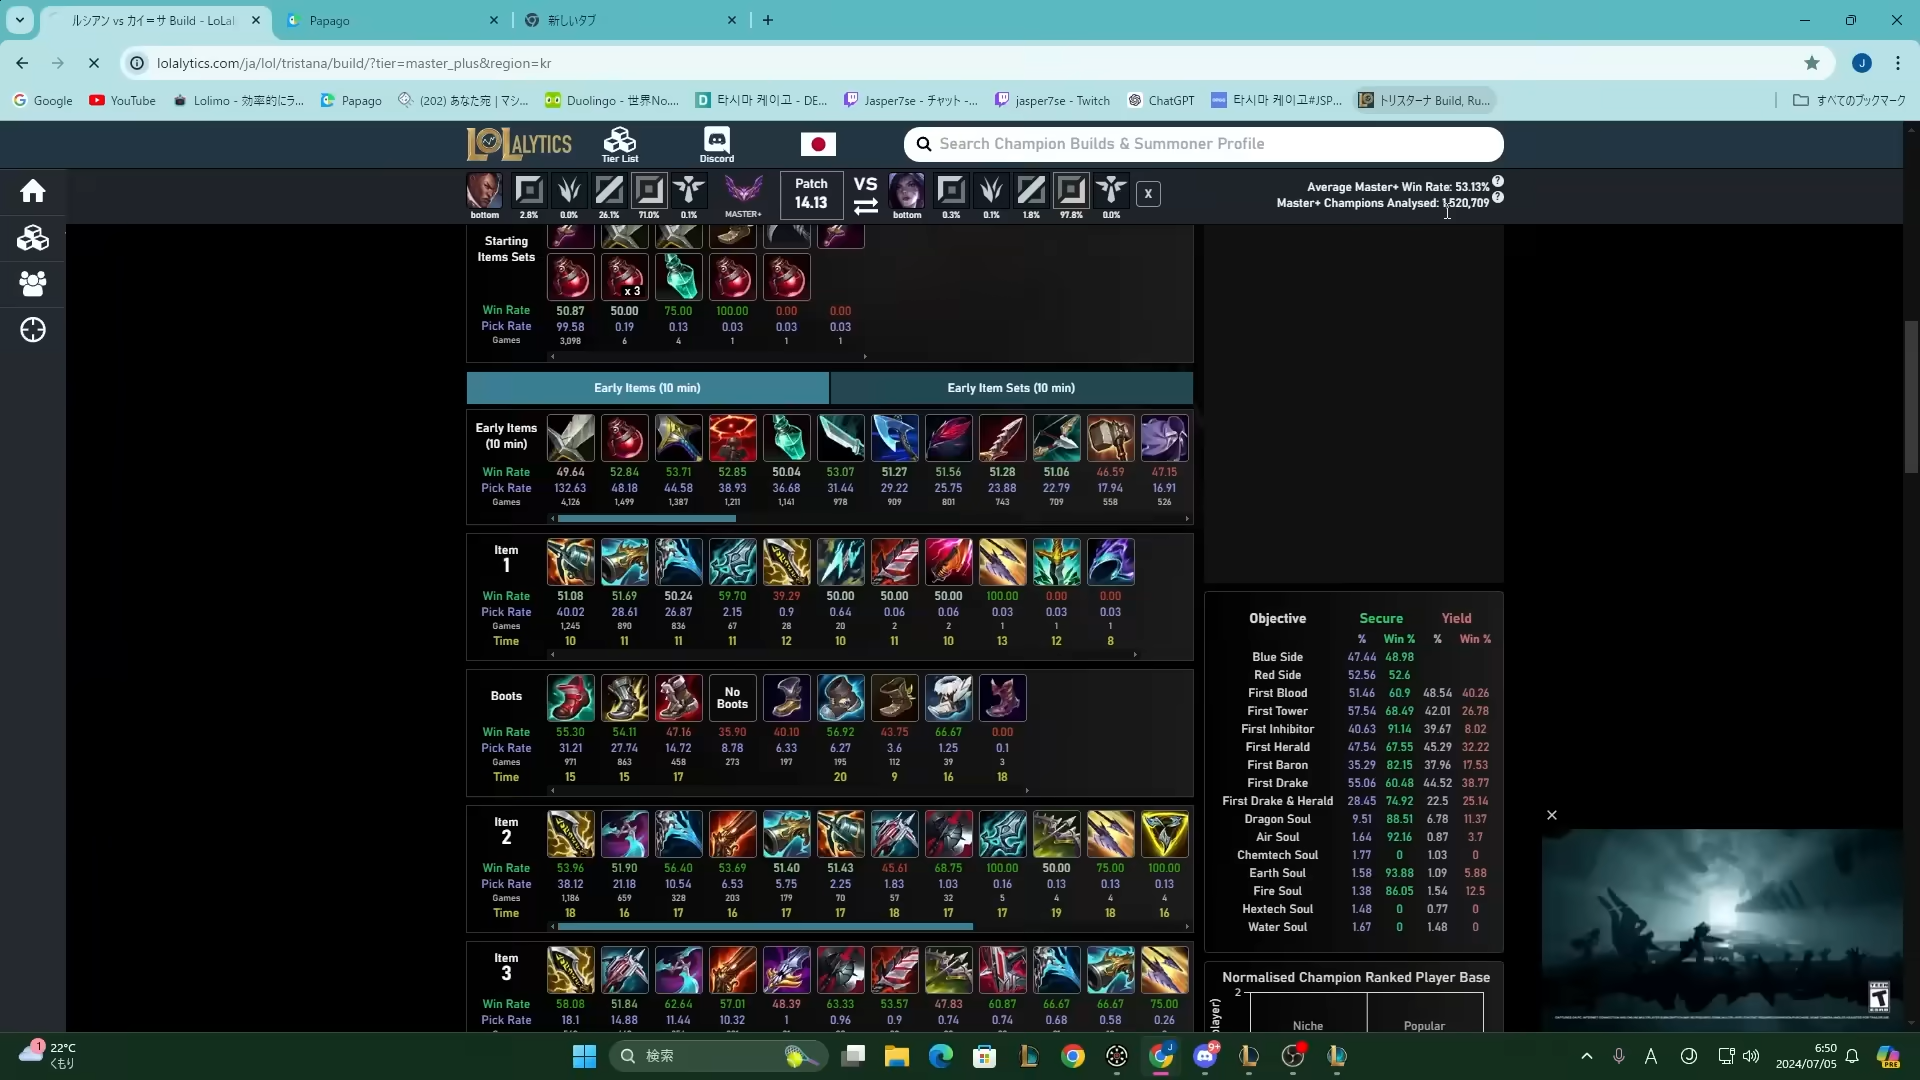 ルシアン vs カイ＝サ Build - LoLal
Papago
新しいタブ
lolalytics.com/ja/lol/tristana/build/?tier=master_plus&region=kr
Google
YouTube
Lolimo - 効率的にラ...
Papago
(202) あなた宛 | マシ...
Duolingo - 世界No....
타시마 케이고 - DE...
Jasper7se - チャット -...
jasper7se - Twitch
ChatGPT
타시마 케이고#JSP...
トリスターナ Build, Ru...
すべてのブックマーク
LOLALYTICS
Tier List
Discord
Search Champion Builds & Summoner Profile
bottom 2.8% 0.0% 26.1% 71.0% 0.1% MASTER+
Patch
14.13
VS
bottom 0.3% 0.1% 1.8% 97.8% 0.0%
X
Average Master+ Win Rate: 53.13% ?
Master+ Champions Analysed: 1,520,709 ?
Starting
Items Sets
x 3
Win Rate 50.87 50.00 75.00 100.00 0.00 0.00
Pick Rate 99.58 0.19 0.13 0.03 0.03 0.03
Games 3,098 6 4 1 1 1
Early Items (10 min)
Early Item Sets (10 min)
Early Items
(10 min)
Win Rate 49.64 52.84 53.71 52.85 50.04 53.07 51.27 51.56 51.28 51.06 46.59 47.15
Pick Rate 132.63 48.18 44.58 38.93 36.68 31.44 29.22 25.75 23.88 22.79 17.94 16.91
Games 4,126 1,499 1,387 1,211 1,141 978 909 801 743 709 558 526
Item
1
Win Rate 51.08 51.69 50.24 59.70 39.29 50.00 50.00 50.00 100.00 0.00 0.00
Pick Rate 40.02 28.61 26.87 2.15 0.9 0.64 0.06 0.06 0.03 0.03 0.03
Games 1,245 890 836 67 28 20 2 2 1 1 1
Time 10 11 11 11 12 10 11 10 13 12 8
Boots
No
Boots
Win Rate 55.30 54.11 47.16 35.90 40.10 56.92 43.75 66.67 0.00
Pick Rate 31.21 27.74 14.72 8.78 6.33 6.27 3.6 1.25 0.1
Games 971 863 458 273 197 195 112 39 3
Time 15 15 17 20 9 16 18
Item
2
Win Rate 53.96 51.90 56.40 53.69 51.40 51.43 45.61 68.75 100.00 50.00 75.00 100.00
Pick Rate 38.12 21.18 10.54 6.53 5.75 2.25 1.83 1.03 0.16 0.13 0.13 0.13
Games 1,186 659 328 203 179 70 57 32 5 4 4 4
Time 18 16 17 16 17 17 18 17 17 19 18 16
Item
3
Win Rate 58.08 51.84 62.64 57.01 48.39 63.33 53.57 47.83 60.87 66.67 66.67 75.00
Pick Rate 18.1 14.88 11.44 10.32 1 0.96 0.9 0.74 0.74 0.68 0.58 0.26
Objective Secure Yield
% Win % % Win %
Blue Side 47.44 48.98
Red Side 52.56 52.6
First Blood 51.46 60.9 48.54 40.26
First Tower 57.54 68.49 42.01 26.78
First Inhibitor 40.63 91.14 39.67 8.02
First Herald 47.54 67.55 45.29 32.22
First Baron 35.29 82.15 37.96 17.53
First Drake 55.06 60.48 44.52 38.77
First Drake & Herald 28.45 74.92 22.5 25.14
Dragon Soul 9.51 88.51 6.78 11.37
Air Soul 1.64 92.16 0.87 3.7
Chemtech Soul 1.77 0 1.03 0
Earth Soul 1.58 93.88 1.09 5.88
Fire Soul 1.38 86.05 1.54 12.5
Hextech Soul 1.48 0 0.77 0
Water Soul 1.67 0 1.48 0
Normalised Champion Ranked Player Base
2
Niche
Popular
TEEN
T
1
22°C
くもり
検索
9+
A
6:50
2024/07/05
PRE